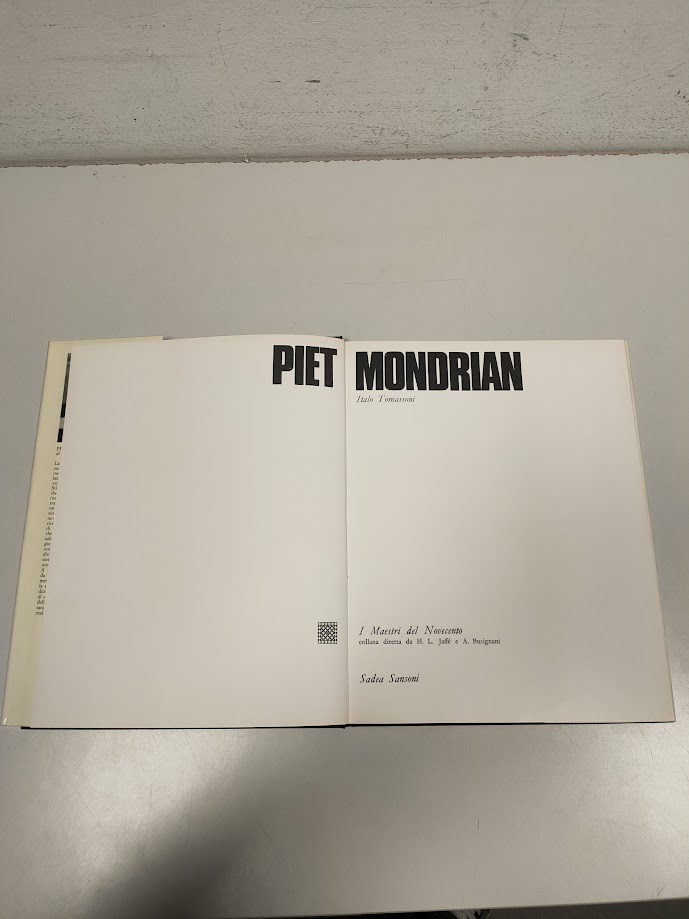 PIET MONDRIAN
Italo Tomassoni
I Maestri del Novecento
collana diretta da H. L. Jaffé e A. Busignani
Sadea Sansoni